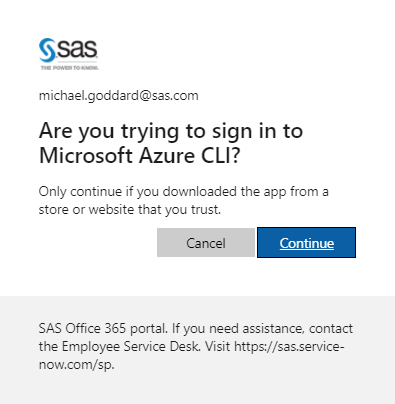 sas
THE POWER TO KNOW.
michael.goddard@sas.com
Are you trying to sign in to
Microsoft Azure CLI?
Only continue if you downloaded the app from a
store or website that you trust.
Cancel
Continue
SAS Office 365 portal. If you need assistance, contact
the Employee Service Desk. Visit https://sas.service-
now.com/sp.